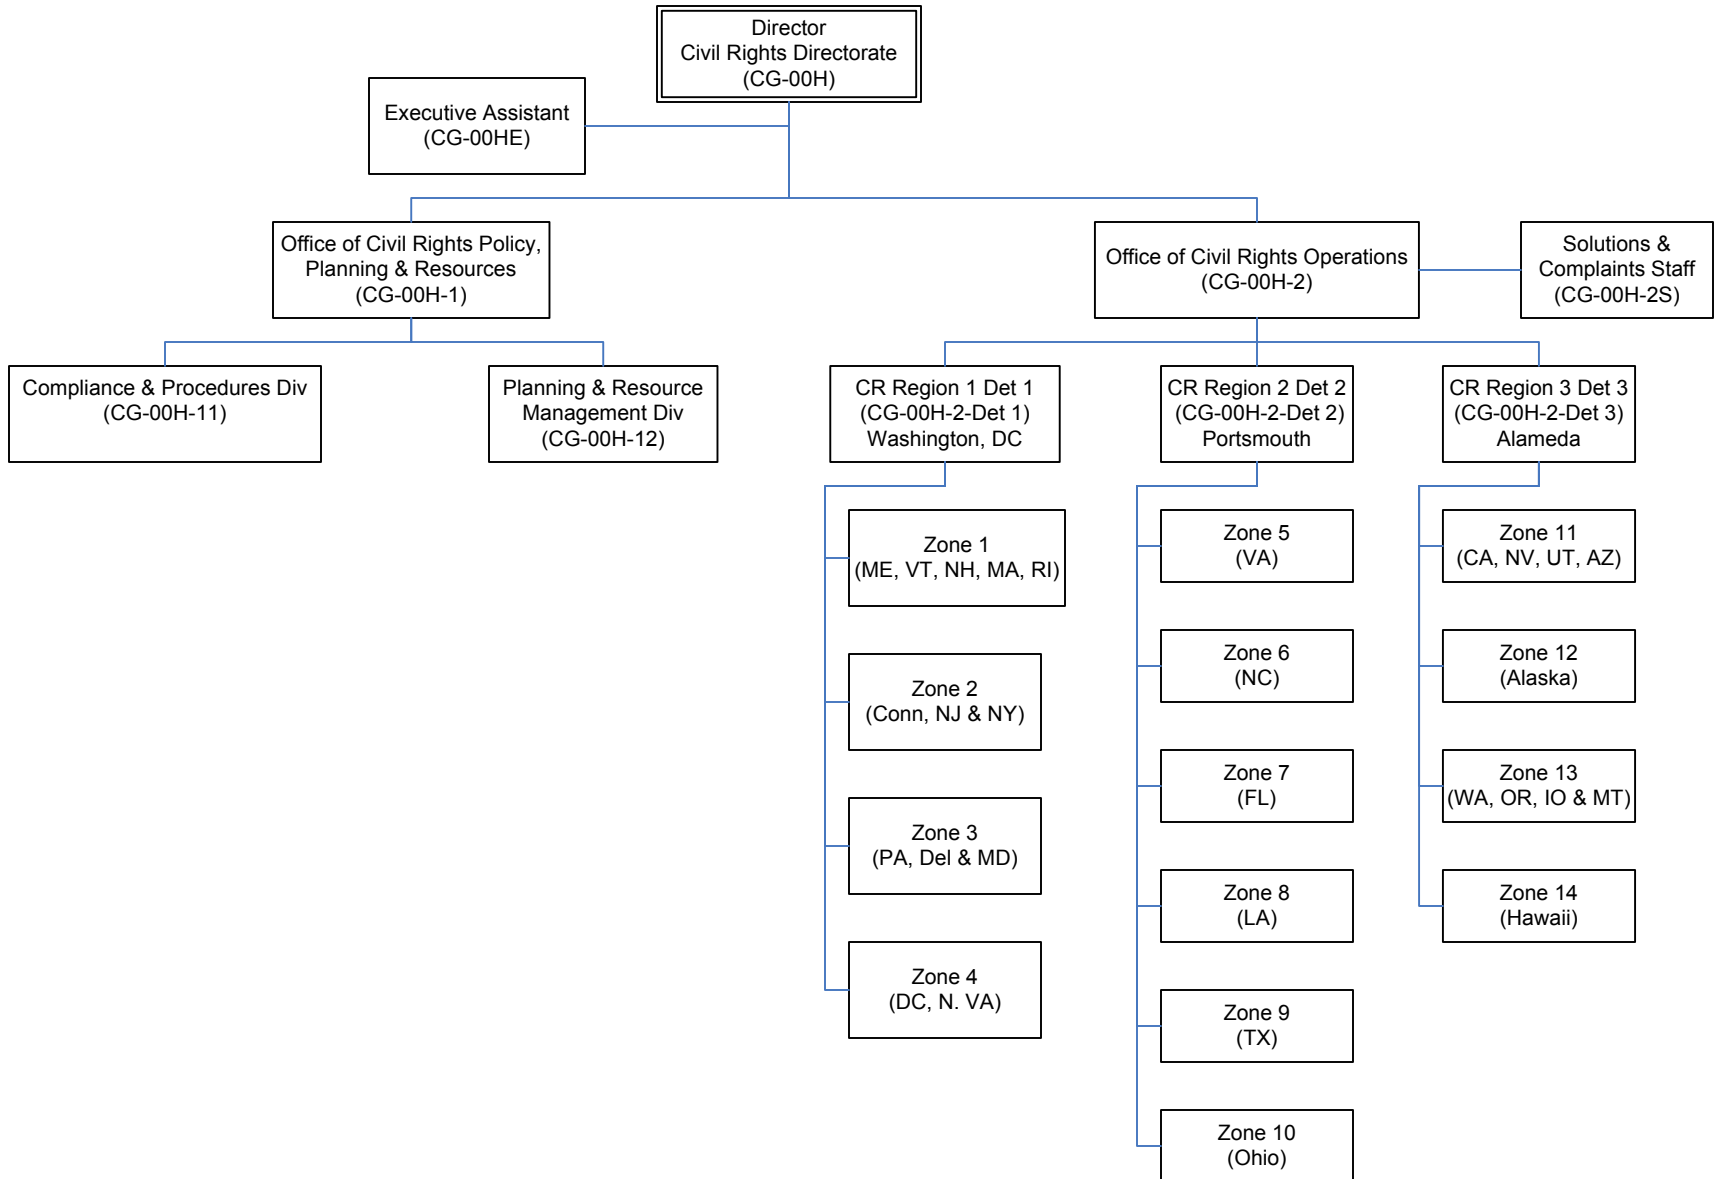 Director
Civil Rights Directorate
(CG-00H)
Executive Assistant
(CG-00HE)
Office of Civil Rights Policy,
Planning & Resources
(CG-00H-1)
Office of Civil Rights Operations
(CG-00H-2)
Solutions &
Complaints Staff
(CG-00H-2S)
Compliance & Procedures Div
(CG-00H-11)
Planning & Resource
Management Div
(CG-00H-12)
CR Region 1 Det 1
(CG-00H-2-Det 1)
Washington, DC
CR Region 2 Det 2
(CG-00H-2-Det 2)
Portsmouth
CR Region 3 Det 3
(CG-00H-2-Det 3)
Alameda
Zone 1
(ME, VT, NH, MA, RI)
Zone 2
(Conn, NJ & NY)
Zone 3
(PA, Del & MD)
Zone 4
(DC, N. VA)
Zone 5
(VA)
Zone 6
(NC)
Zone 7
(FL)
Zone 8
(LA)
Zone 9
(TX)
Zone 10
(Ohio)
Zone 11
(CA, NV, UT, AZ)
Zone 12
(Alaska)
Zone 13
(WA, OR, IO & MT)
Zone 14
(Hawaii)